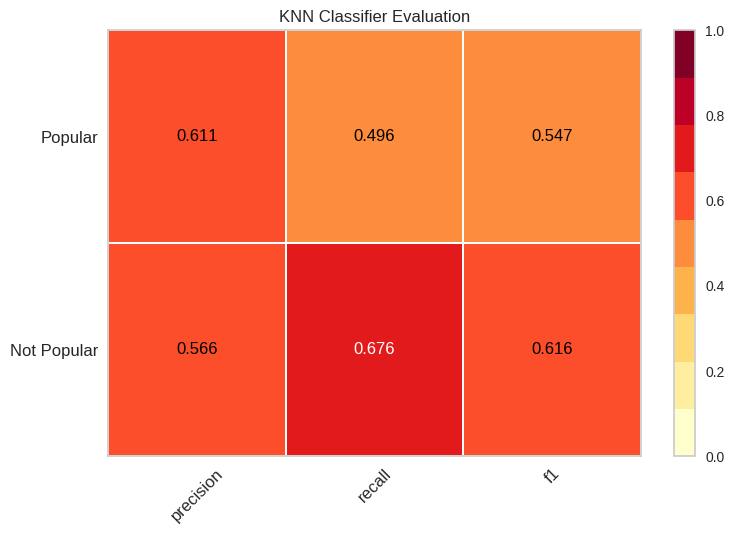 KNN Classifier Evaluation
Popular
0.611 0.496 0.547
Not Popular
0.566 0.676 0.616
precision recall f1
1.0
0.8
0.6
0.4
0.2
0.0